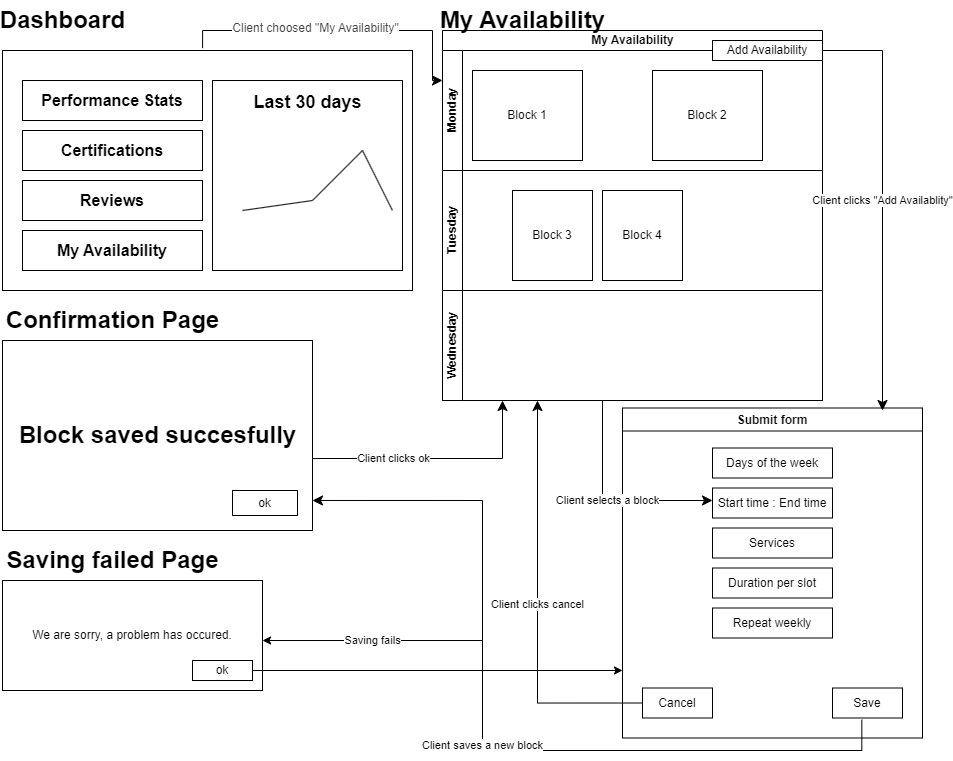 Dashboard
My Availability
Client choosed "My Availability"
My Availability
Add Availability
Performance Stats
Certifications
Reviews
My Availability
Last 30 days
Monday
Block 1
Block 2
Tuesday
Block 3
Block 4
Wednesday
Client clicks "Add Availablity"
Confirmation Page
Block saved succesfully
ok
Client clicks ok
Client selects a block
Submit form
Days of the week
Start time : End time
Services
Duration per slot
Repeat weekly
Cancel
Save
Client clicks cancel
Saving failed Page
We are sorry, a problem has occured.
ok
Saving fails
Client saves a new block